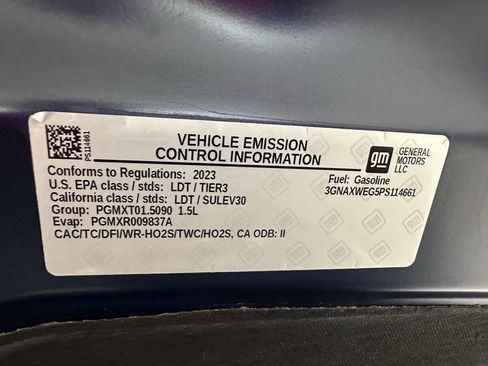 PS114661
VEHICLE EMISSION
CONTROL INFORMATION
gm
GENERAL
MOTORS
LLC
Conforms to Regulations: 2023
U.S. EPA class / stds: LDT / TIER3
California class / stds: LDT / SULEV30
Group: PGMXT01.5090 1.5L
Evap: PGMXR009837A
CAC/TC/DFI/WR-HO2S/TWC/HO2S, CA ODB: II
Fuel: Gasoline
3GNAXWEG5PS114661